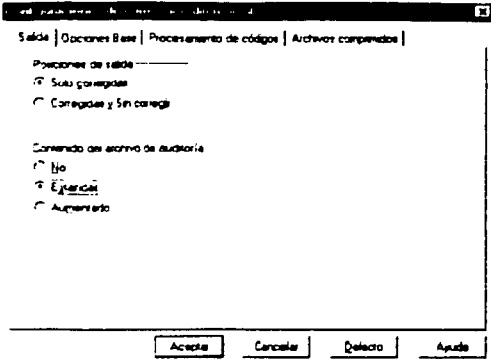 Salida Opciones Base Procesamiento de códigos Archivos comprimidos
Posiciones de salida
Solo corregidas
Corregidas y Sin corregir
Contenido del archivo de auditoría
No
Estándar
Aumentado
Aceptar Cancelar Defecto Ayuda